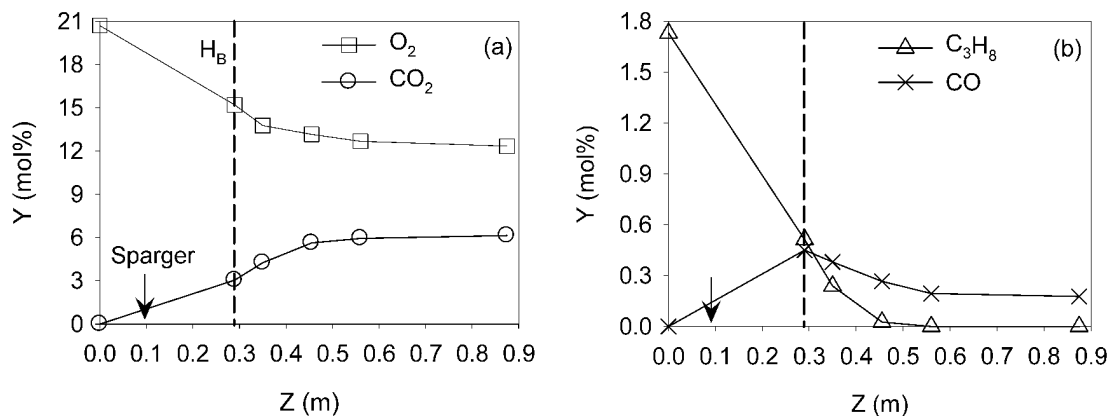 21
18
15
12
9
6
3
0
Y (mol%)
H_B
O₂
CO₂
(a)
Sparger
0.0 0.1 0.2 0.3 0.4 0.5 0.6 0.7 0.8 0.9
Z (m)
1.8
1.5
1.2
0.9
0.6
0.3
0.0
Y (mol%)
C₃H₈
CO
(b)
0.0 0.1 0.2 0.3 0.4 0.5 0.6 0.7 0.8 0.9
Z (m)